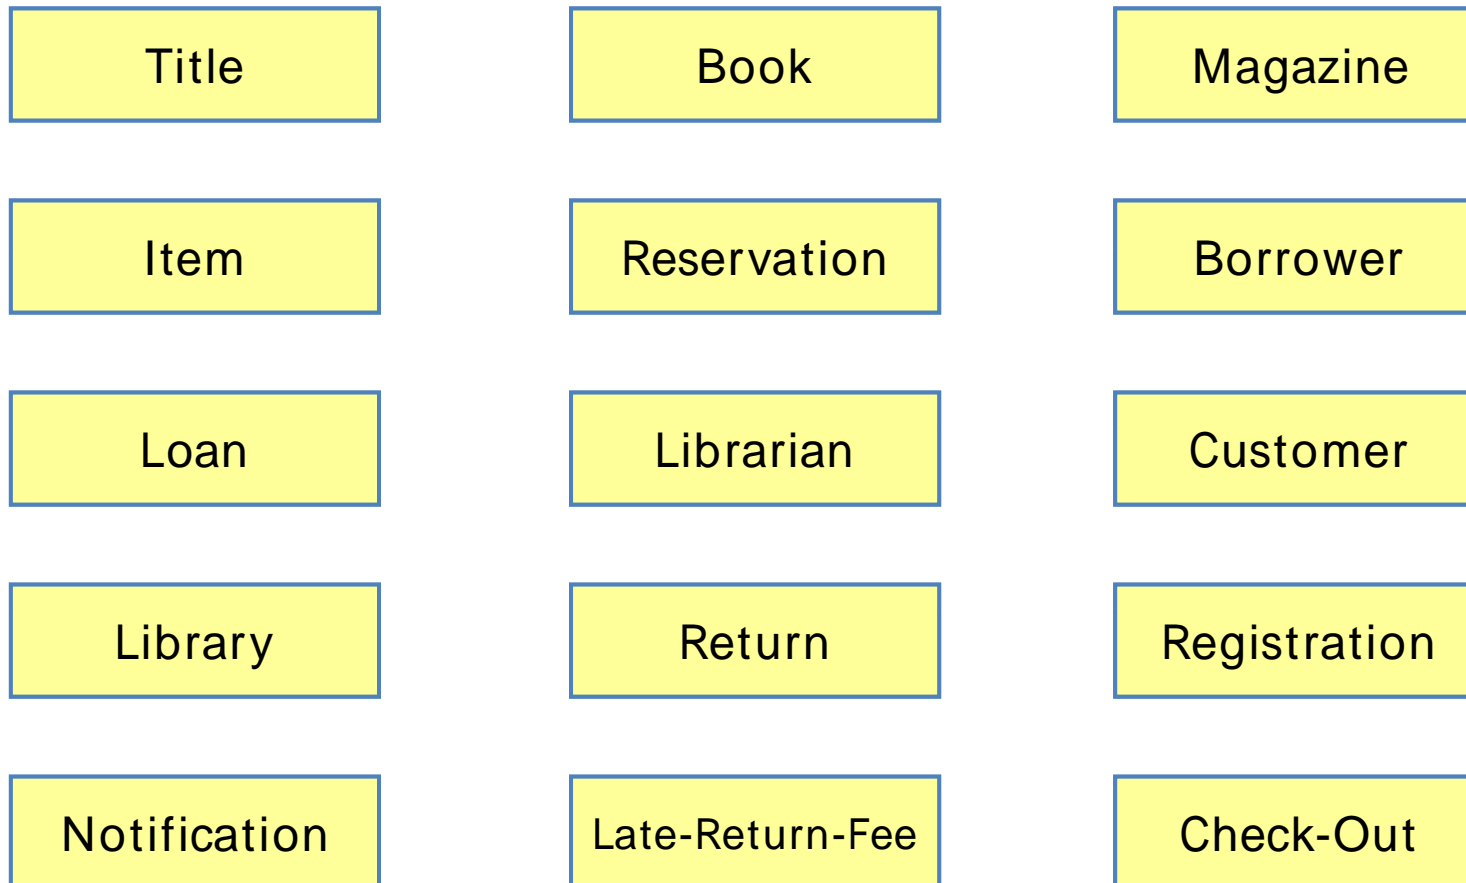 Title
Book
Magazine
Item
Reservation
Borrower
Loan
Librarian
Customer
Library
Return
Registration
Notification
Late-Return-Fee
Check-Out